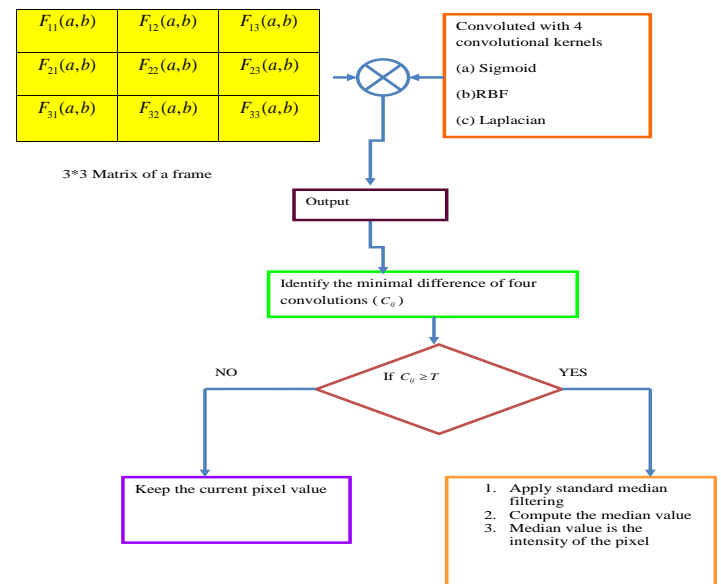 F₁₁(a,b) F₁₂(a,b) F₁₃(a,b)
F₂₁(a,b) F₂₂(a,b) F₂₃(a,b)
F₃₁(a,b) F₃₂(a,b) F₃₃(a,b)
3*3 Matrix of a frame
Convoluted with 4
convolutional kernels
(a) Sigmoid
(b)RBF
(c) Laplacian
Output
Identify the minimal difference of four
convolutions ( Cᵢⱼ )
If Cᵢⱼ ≥ T
NO
YES
Keep the current pixel value
1. Apply standard median
filtering
2. Compute the median value
3. Median value is the
intensity of the pixel